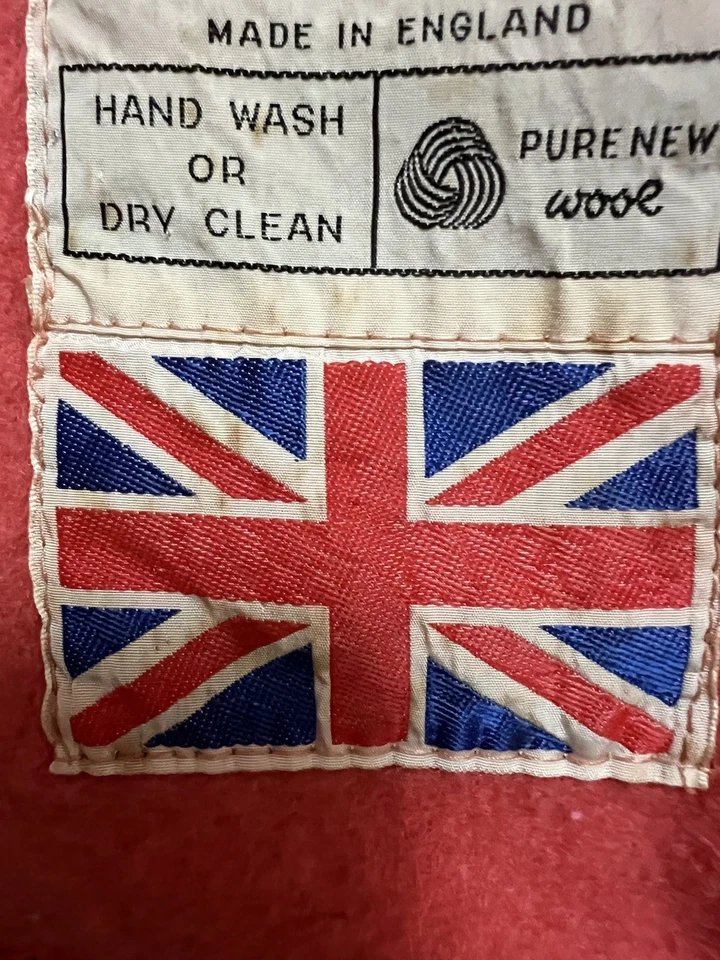 MADE IN ENGLAND
HAND WASH
OR
DRY CLEAN
PURE NEW
wool